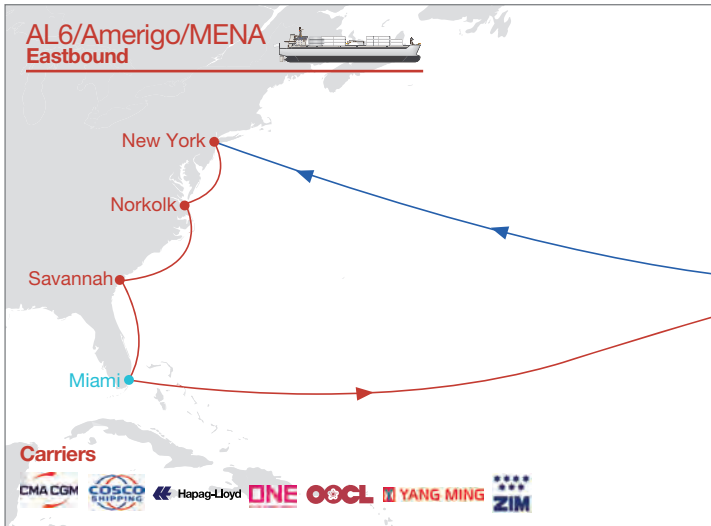 AL6/Amerigo/MENA
Eastbound
New York
Norkolk
Savannah
Miami
Carriers
CMA CGM
COSCO
SHIPPING
Hapag-Lloyd
ONE
OOCL
YANG MING
ZIM